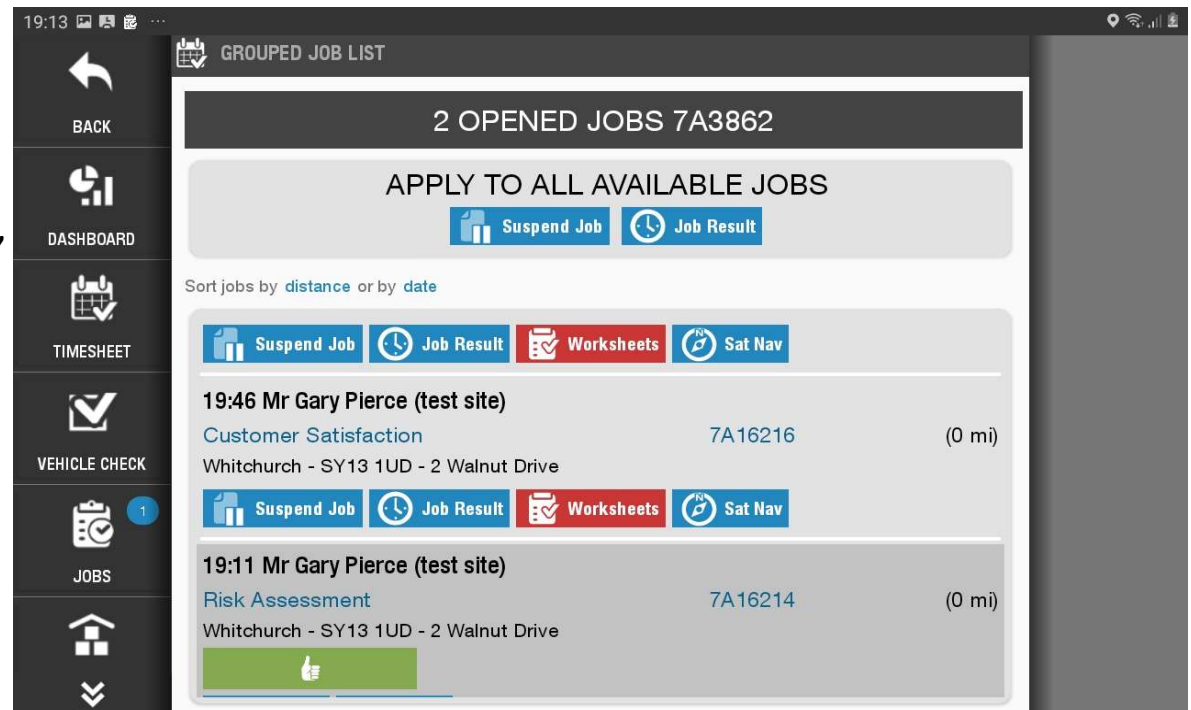 19:13
BACK
DASHBOARD
TIMESHEET
VEHICLE CHECK
JOBS
1
GROUPED JOB LIST
2 OPENED JOBS 7A3862
APPLY TO ALL AVAILABLE JOBS
Suspend Job Job Result
Sort jobs by distance or by date
Suspend Job Job Result Worksheets Sat Nav
19:46 Mr Gary Pierce (test site)
Customer Satisfaction 7A16216 (0 mi)
Whitchurch - SY13 1UD - 2 Walnut Drive
Suspend Job Job Result Worksheets Sat Nav
19:11 Mr Gary Pierce (test site)
Risk Assessment 7A16214 (0 mi)
Whitchurch - SY13 1UD - 2 Walnut Drive